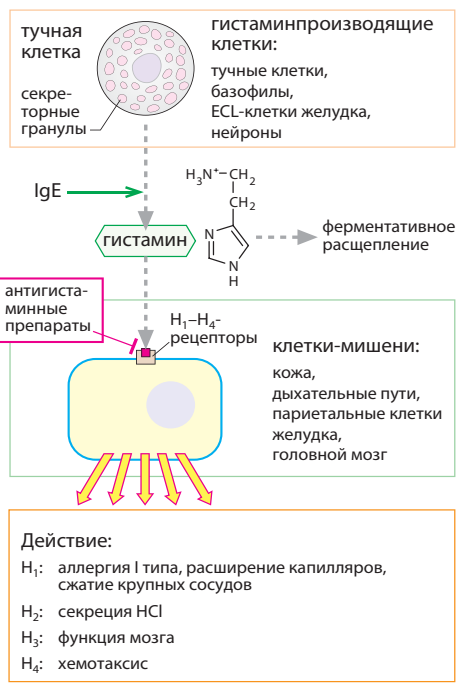 тучная
клетка
секре-
торные
гранулы
гистаминпроизводящие
клетки:
тучные клетки,
базофилы,
ECL-клетки желудка,
нейроны
IgE
H₃N⁺–CH₂
CH₂
N
N
H
гистамин
ферментативное
расщепление
антигиста-
минные
препараты
H₁–H₄-
рецепторы
клетки-мишени:
кожа,
дыхательные пути,
париетальные клетки
желудка,
головной мозг
Действие:
H₁: аллергия I типа, расширение капилляров,
сжатие крупных сосудов
H₂: секреция HCl
H₃: функция мозга
H₄: хемотаксис